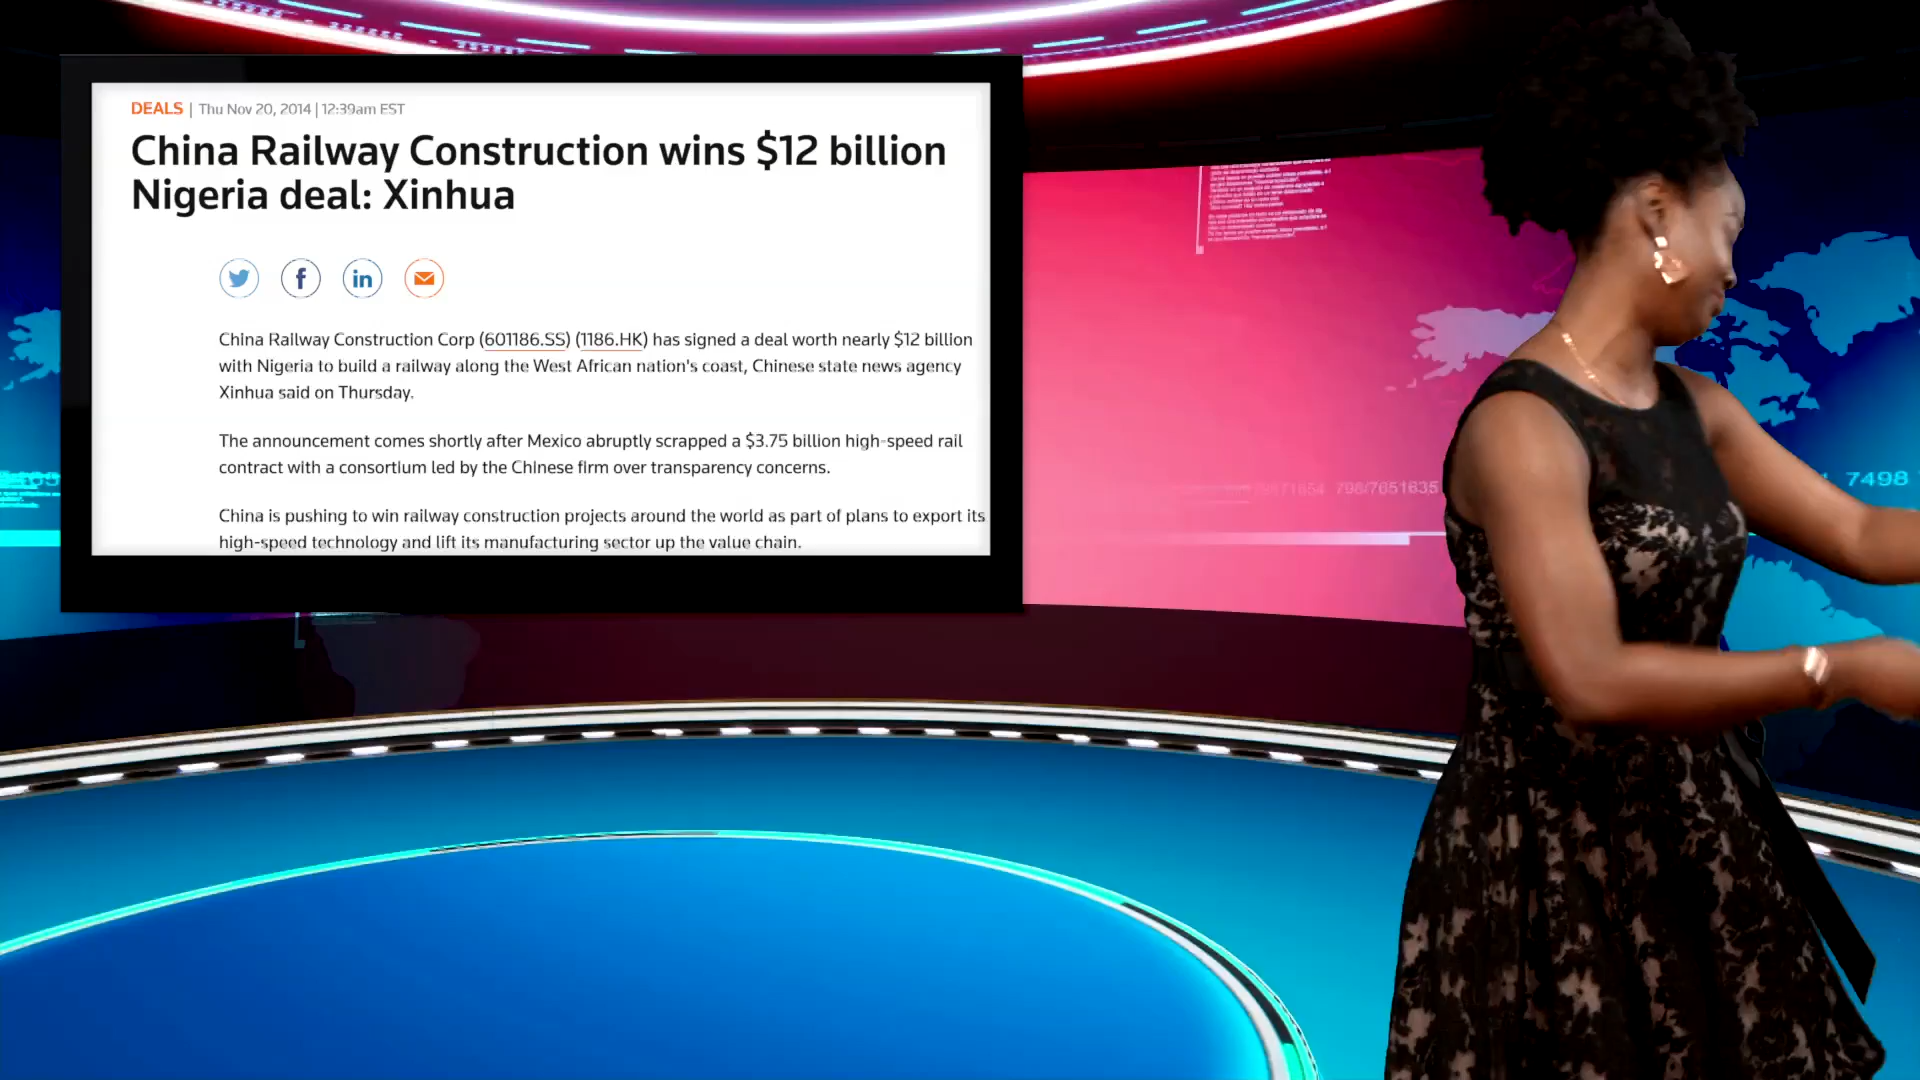 DEALS | Thu Nov 20, 2014 | 12:39am EST
China Railway Construction wins $12 billion
Nigeria deal: Xinhua
China Railway Construction Corp (601186.SS) (1186.HK) has signed a deal worth nearly $12 billion
with Nigeria to build a railway along the West African nation's coast, Chinese state news agency
Xinhua said on Thursday.
The announcement comes shortly after Mexico abruptly scrapped a $3.75 billion high-speed rail
contract with a consortium led by the Chinese firm over transparency concerns.
China is pushing to win railway construction projects around the world as part of plans to export its
high-speed technology and lift its manufacturing sector up the value chain.
7498